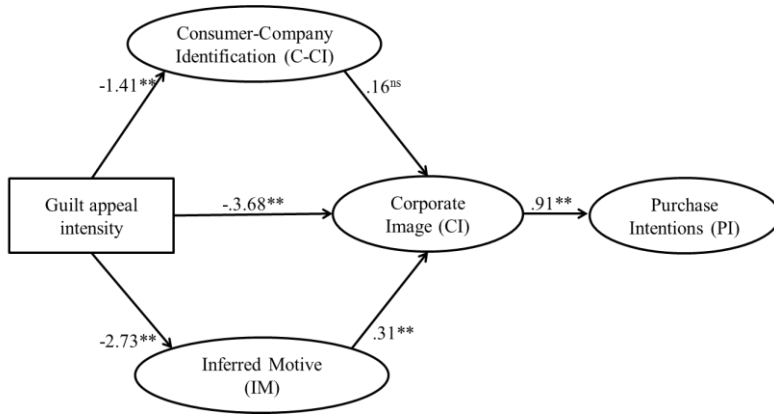 Consumer-Company
Identification (C-CI)
-1.41**
.16ns
Guilt appeal
intensity
-.3.68**
Corporate
Image (CI)
.91**
Purchase
Intentions (PI)
-2.73**
.31**
Inferred Motive
(IM)